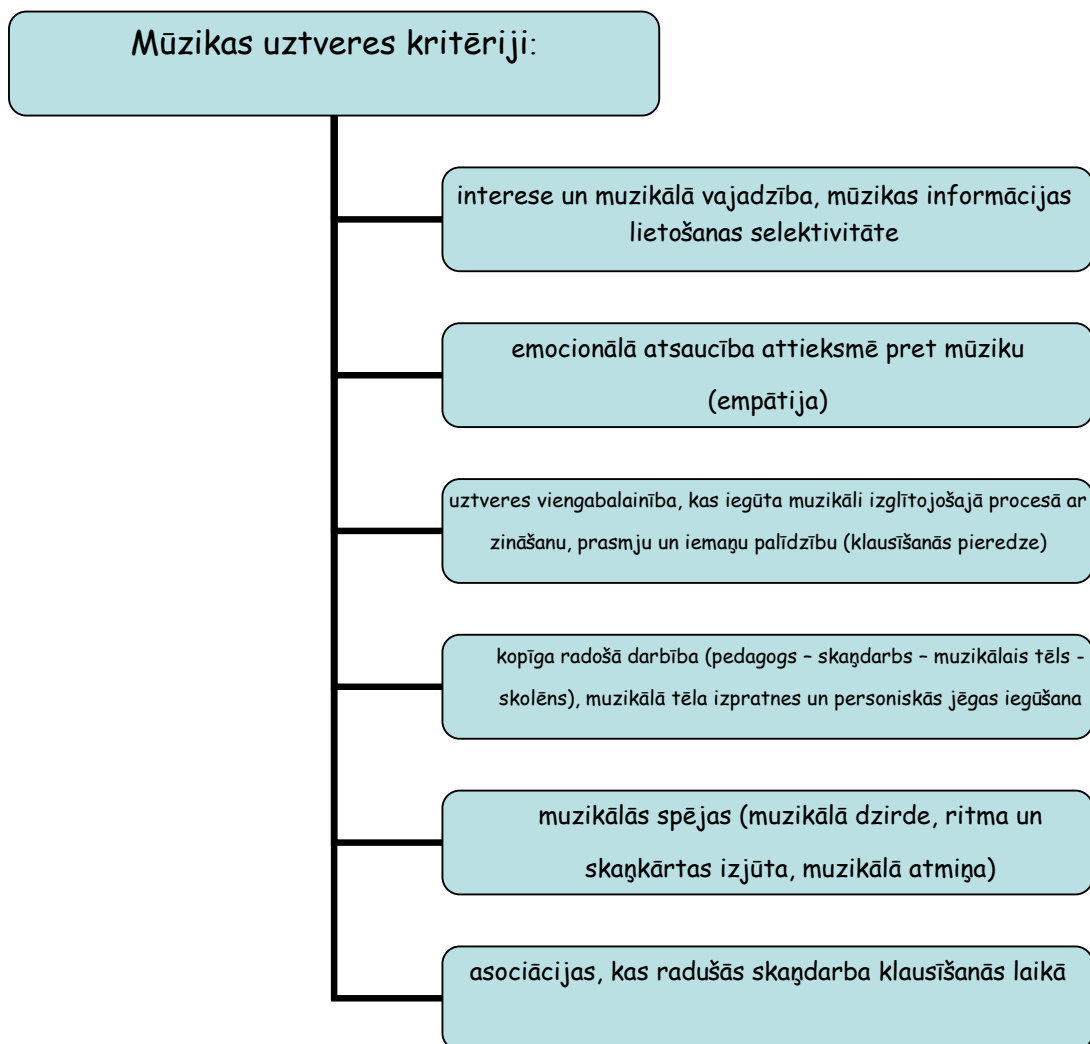 Mūzikas uztveres kritēriji:
interese un muzikālā vajadzība, mūzikas informācijas
lietošanas selektivitāte
emocionālā atsaucība attieksmē pret mūziku
(empātija)
uztveres viengabalainība, kas iegūta muzikāli izglītojošajā procesā ar
zināšanu, prasmju un iemaņu palīdzību (klausīšanās pieredze)
kopīga radošā darbība (pedagogs – skaņdarbs – muzikālais tēls -
skolēns), muzikālā tēla izpratnes un personiskās jēgas iegūšana
muzikālās spējas (muzikālā dzirde, ritma un
skaņkārtas izjūta, muzikālā atmiņa)
asociācijas, kas radušās skaņdarba klausīšanās laikā